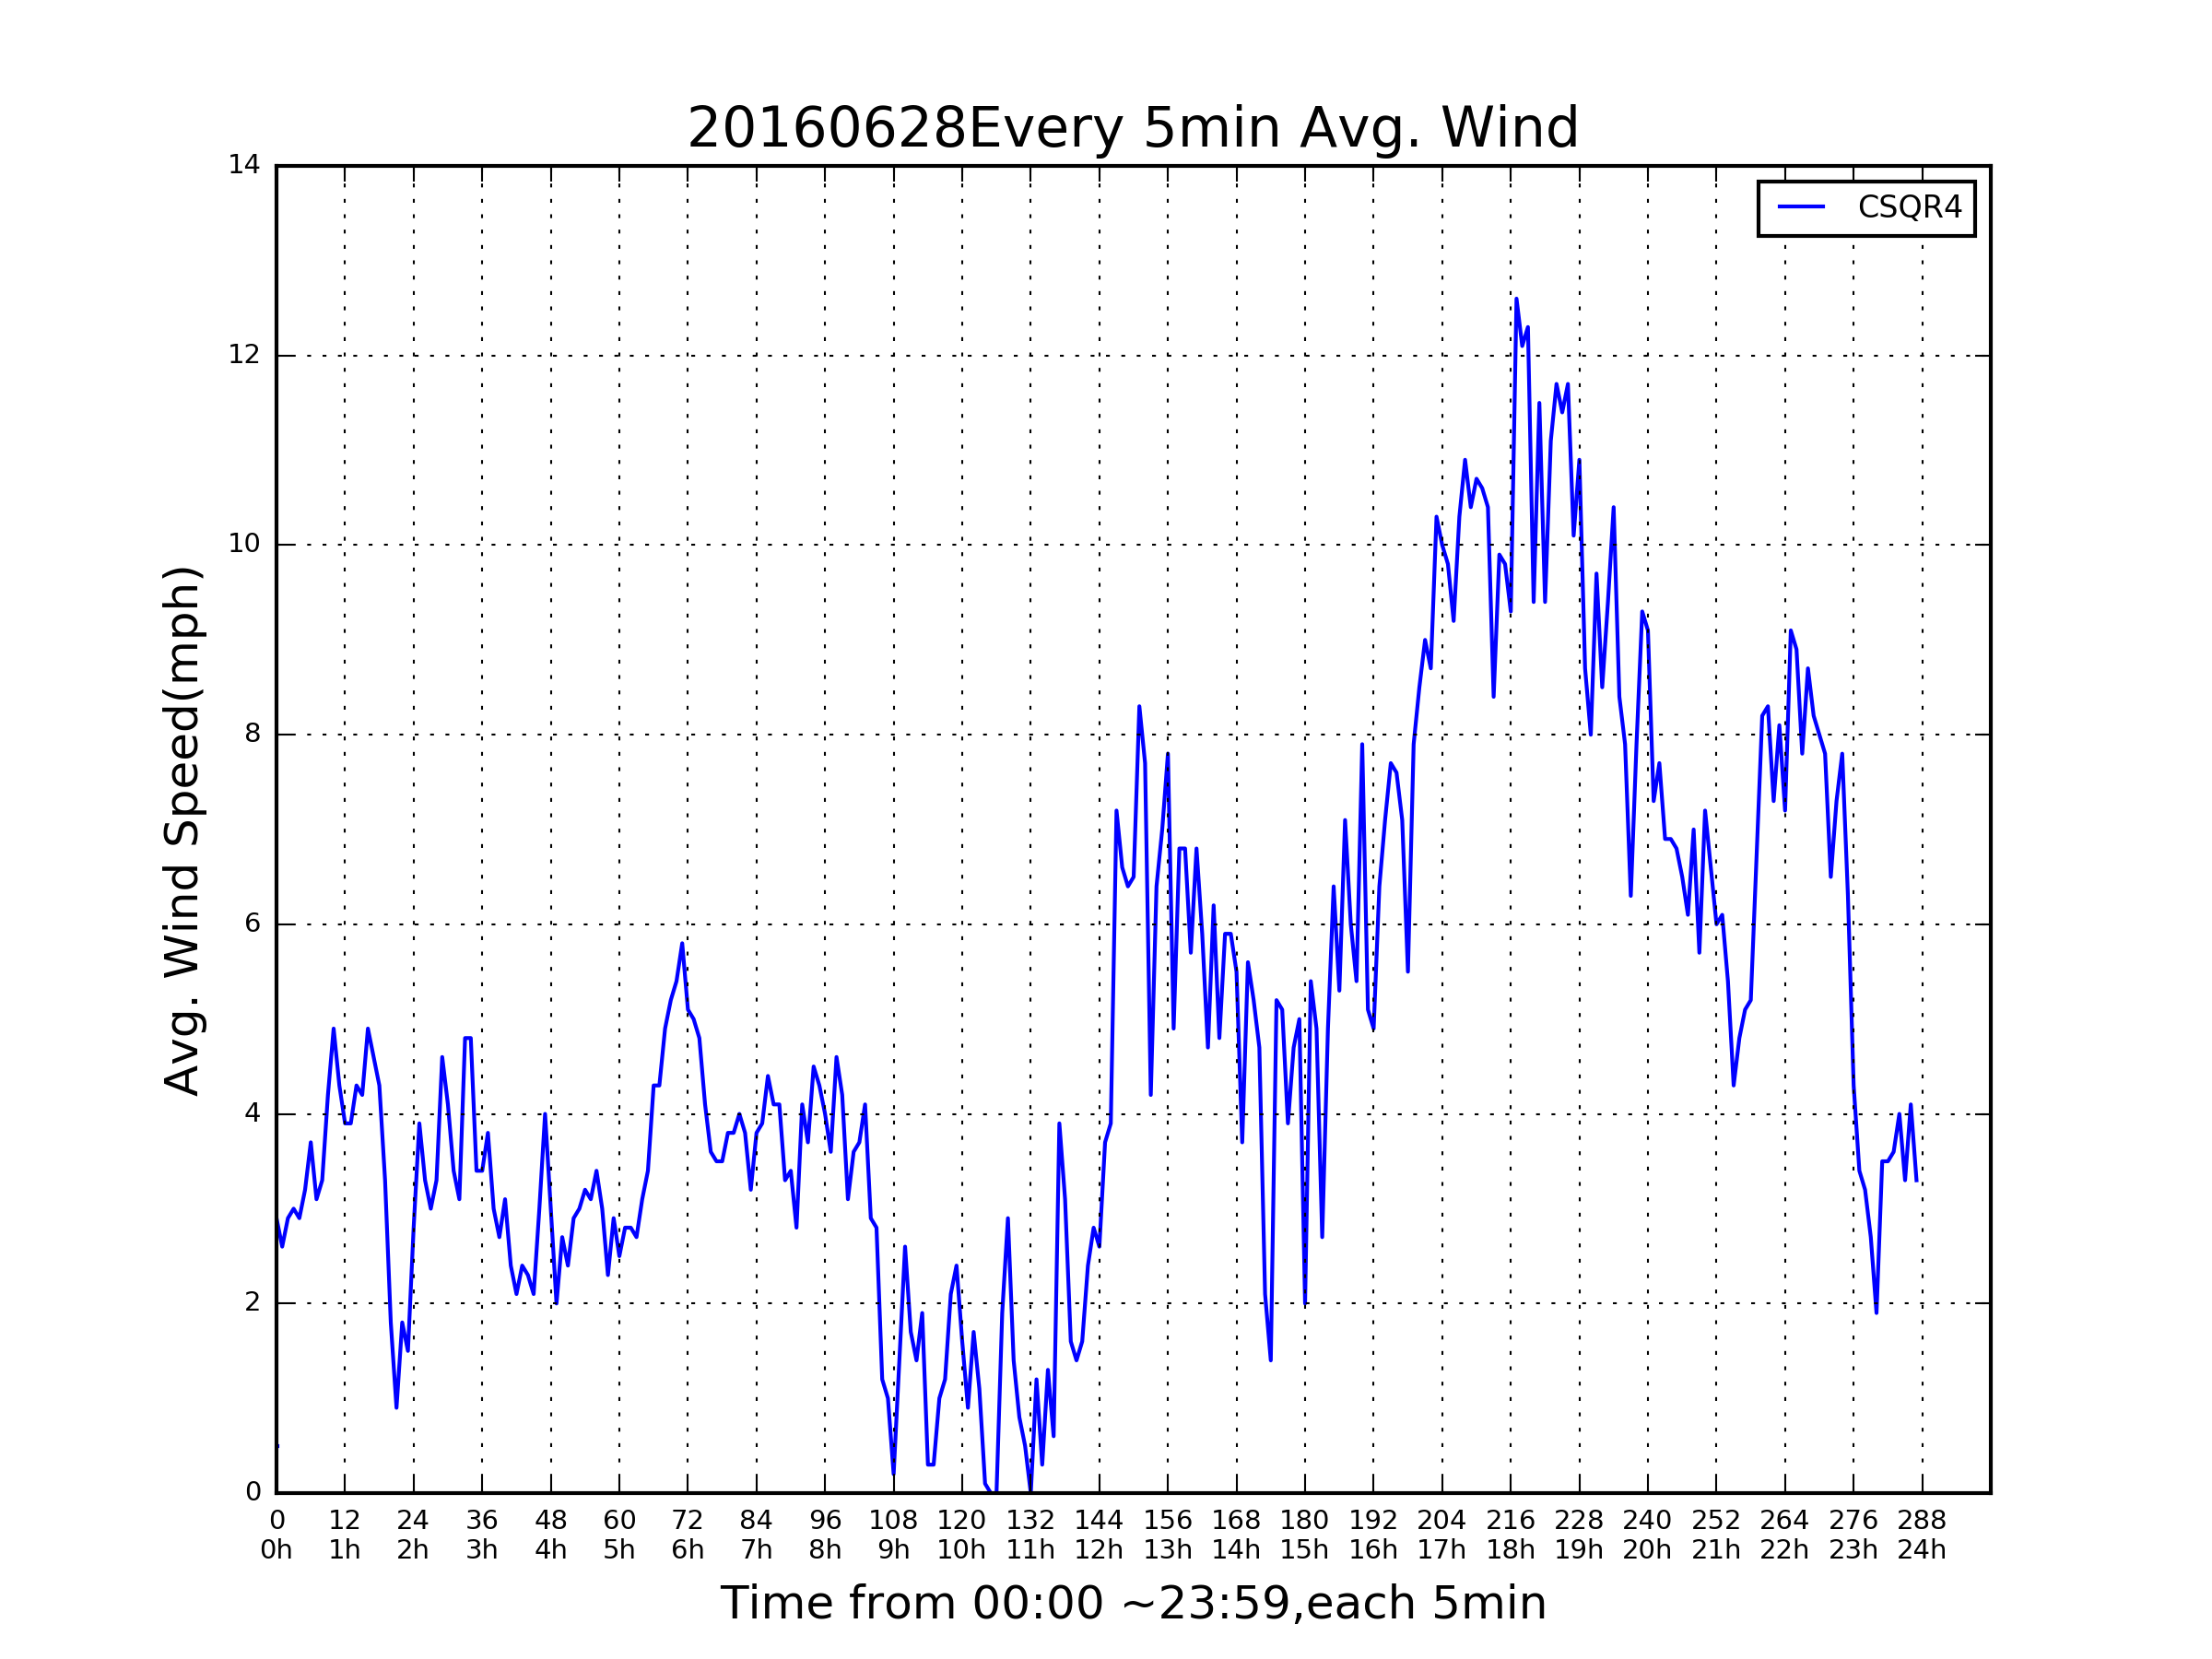 20160628Every 5min Avg. Wind
CSQR4
Avg. Wind Speed(mph)
14
12
10
8
6
4
2
0
0 12 24 36 48 60 72 84 96 108 120 132 144 156 168 180 192 204 216 228 240 252 264 276 288
0h 1h 2h 3h 4h 5h 6h 7h 8h 9h 10h 11h 12h 13h 14h 15h 16h 17h 18h 19h 20h 21h 22h 23h 24h
Time from 00:00 ~23:59,each 5min